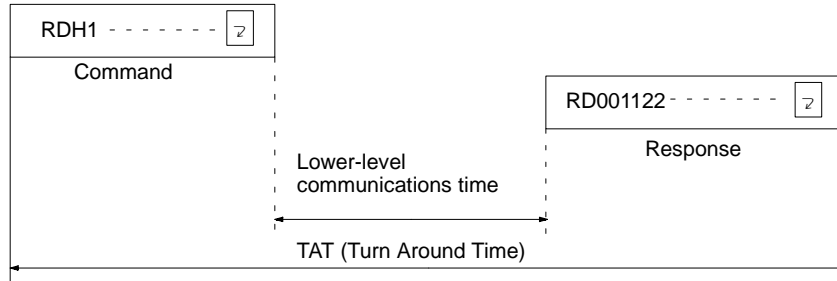 RDH1 - - - - - - - ⮠
Command
RD001122 - - - - - - - ⮠
Response
Lower-level
communications time
TAT (Turn Around Time)